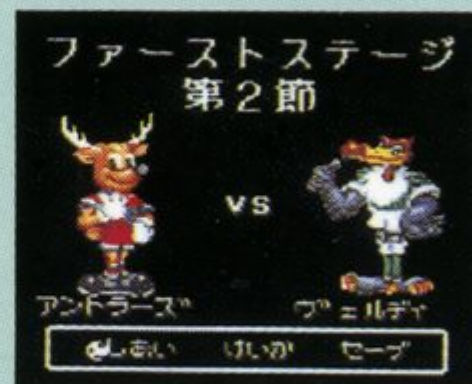 ファーストステージ
第2節
vs
アントラーズ ヴェルディ
しあい けいか セーブ